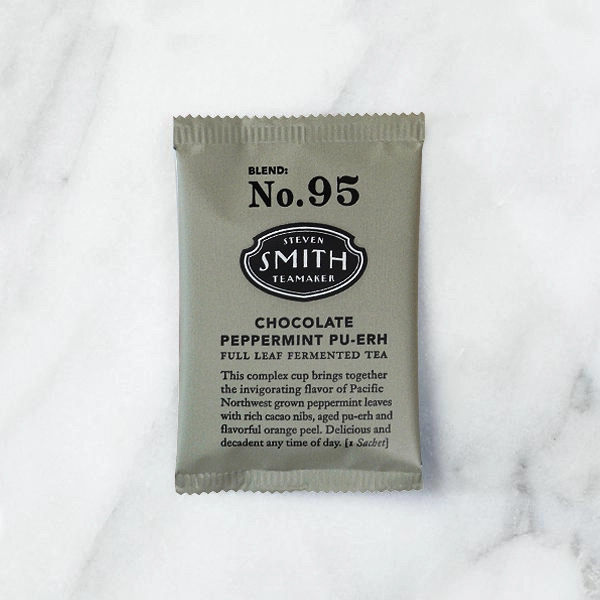 BLEND:
No.95
STEVEN
SMITH
TEAMAKER
CHOCOLATE
PEPPERMINT PU-ERH
FULL LEAF FERMENTED TEA
This complex cup brings together
the invigorating flavor of Pacific
Northwest grown peppermint leaves
with rich cacao nibs, aged pu-erh and
flavorful orange peel. Delicious and
decadent any time of day. [1 Sachet]